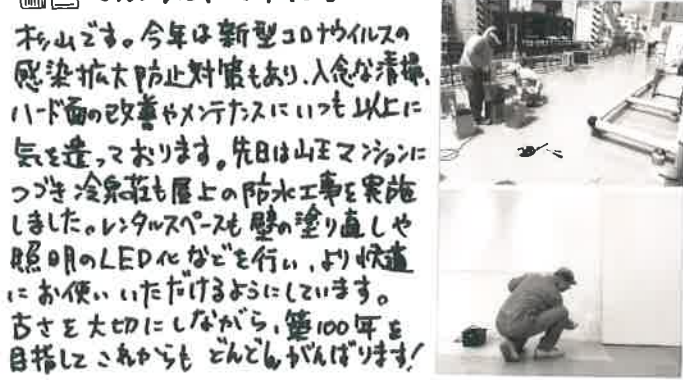 杉山です。今年は新型コロナウイルスの
感染拡大防止対策もあり、入念な清掃、
ハード面の改善やメンテナンスにいつも以上に
気を遣っております。先日は山王マンションに
つづき冷泉荘も屋上の防水工事を実施
しました。レンタルスペースも壁の塗り直しや
照明のLED化などを行い、より快適
にお使いいただけるようにしています。
古さを大切にしながら、築100年を
目指してこれからもどんどんがんばります!